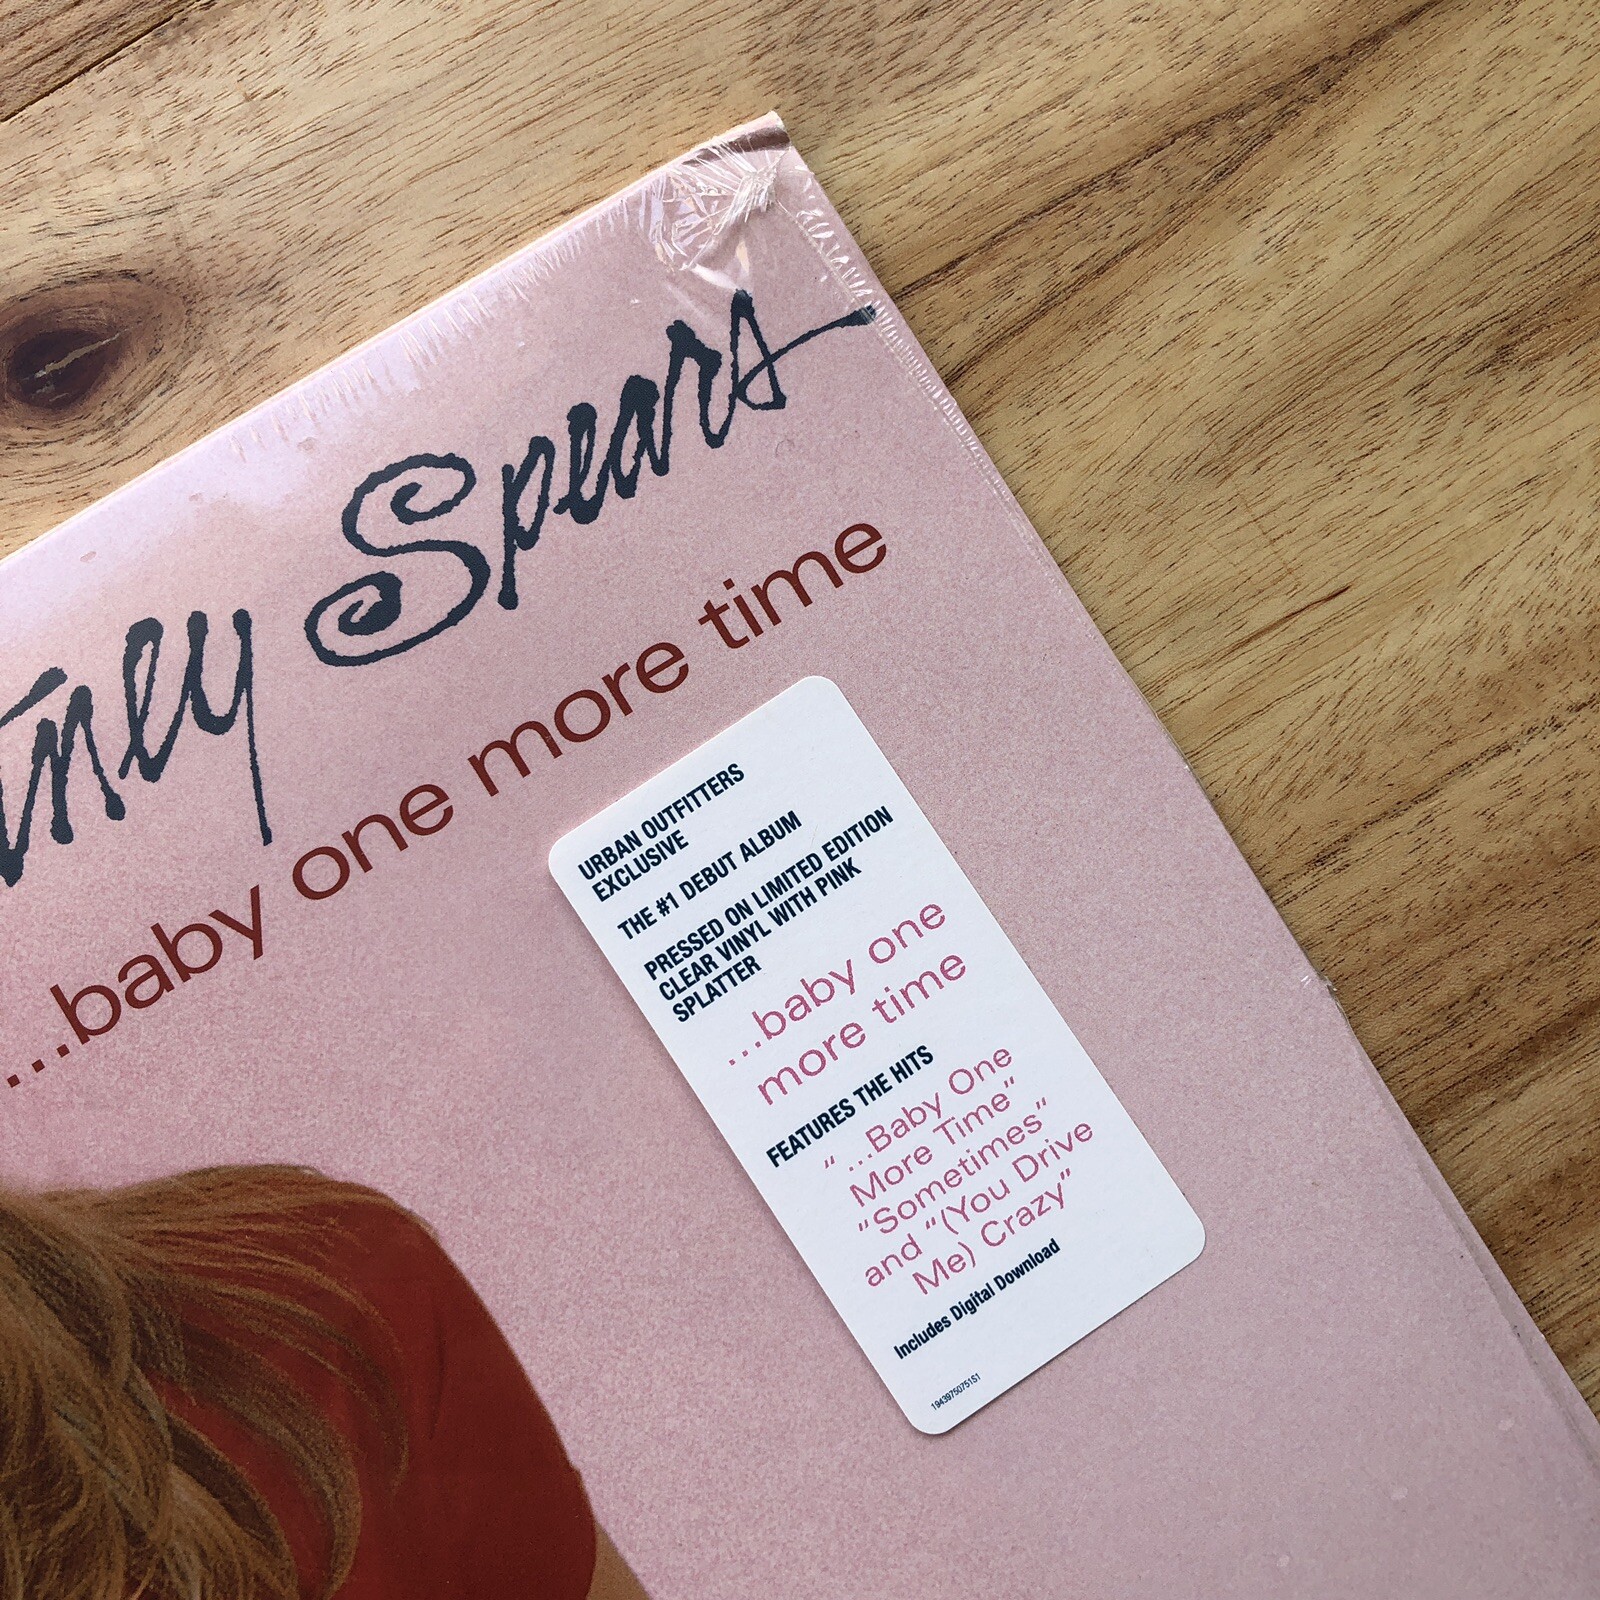 tney Spears
...baby one more time
URBAN OUTFITTERS
EXCLUSIVE
THE #1 DEBUT ALBUM
PRESSED ON LIMITED EDITION
CLEAR VINYL WITH PINK
SPLATTER
...baby one
more time
FEATURES THE HITS
" ...Baby One
More Time"
"Sometimes"
and "(You Drive
Me) Crazy"
Includes Digital Download
19439750751S1